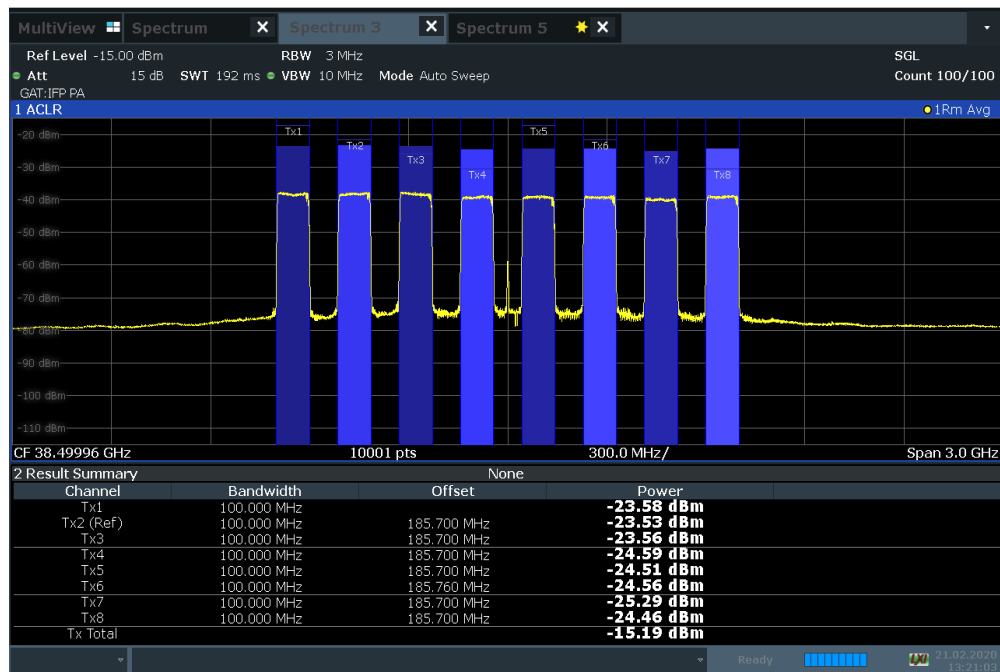 MultiView Spectrum X Spectrum 3 X Spectrum 5 X
Ref Level -15.00 dBm RBW 3 MHz SGL
Att 15 dB SWT 192 ms VBW 10 MHz Mode Auto Sweep Count 100/100
GAT:IFP PA
1 ACLR 1Rm Avg
Tx1 Tx5
-20 dBm
Tx2 Tx6
Tx3 Tx7
-30 dBm
Tx4 Tx8
-40 dBm
-50 dBm
-60 dBm
-70 dBm
-80 dBm
-90 dBm
-100 dBm
-110 dBm
CF 38.49996 GHz 10001 pts 300.0 MHz/ Span 3.0 GHz
2 Result Summary None
Channel Bandwidth Offset Power
Tx1 100.000 MHz -23.58 dBm
Tx2 (Ref) 100.000 MHz 185.700 MHz -23.53 dBm
Tx3 100.000 MHz 185.700 MHz -23.56 dBm
Tx4 100.000 MHz 185.700 MHz -24.59 dBm
Tx5 100.000 MHz 185.700 MHz -24.51 dBm
Tx6 100.000 MHz 185.760 MHz -24.56 dBm
Tx7 100.000 MHz 185.700 MHz -25.29 dBm
Tx8 100.000 MHz 185.700 MHz -24.46 dBm
Tx Total -15.19 dBm
Ready LXI 21.02.2020
13:21:03